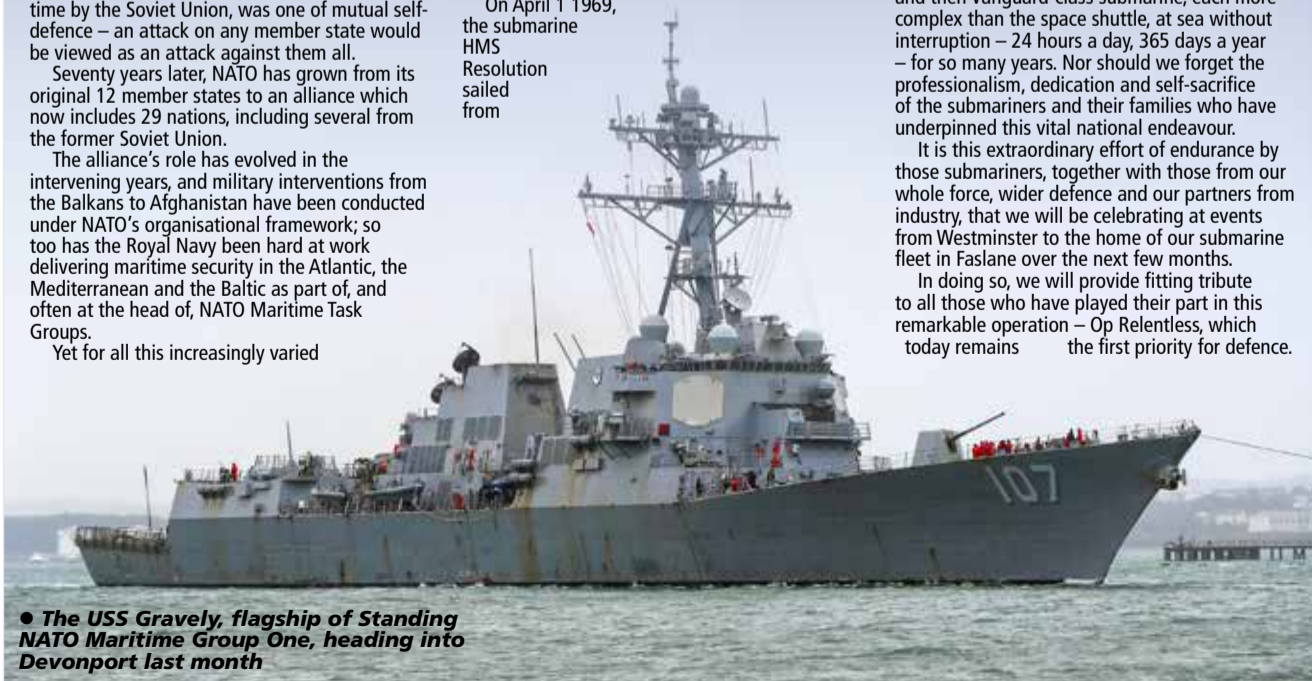 time by the Soviet Union, was one of mutual self-
defence – an attack on any member state would
be viewed as an attack against them all.
Seventy years later, NATO has grown from its
original 12 member states to an alliance which
now includes 29 nations, including several from
the former Soviet Union.
The alliance’s role has evolved in the
intervening years, and military interventions from
the Balkans to Afghanistan have been conducted
under NATO’s organisational framework; so
too has the Royal Navy been hard at work
delivering maritime security in the Atlantic, the
Mediterranean and the Baltic as part of, and
often at the head of, NATO Maritime Task
Groups.
Yet for all this increasingly varied
On April 1 1969,
the submarine
HMS
Resolution
sailed
from
and then Vanguard-class submarine, each more
complex than the space shuttle, at sea without
interruption – 24 hours a day, 365 days a year
– for so many years. Nor should we forget the
professionalism, dedication and self-sacrifice
of the submariners and their families who have
underpinned this vital national endeavour.
It is this extraordinary effort of endurance by
those submariners, together with those from our
whole force, wider defence and our partners from
industry, that we will be celebrating at events
from Westminster to the home of our submarine
fleet in Faslane over the next few months.
In doing so, we will provide fitting tribute
to all those who have played their part in this
remarkable operation – Op Relentless, which
today remains the first priority for defence.
107
● The USS Gravely, flagship of Standing
NATO Maritime Group One, heading into
Devonport last month